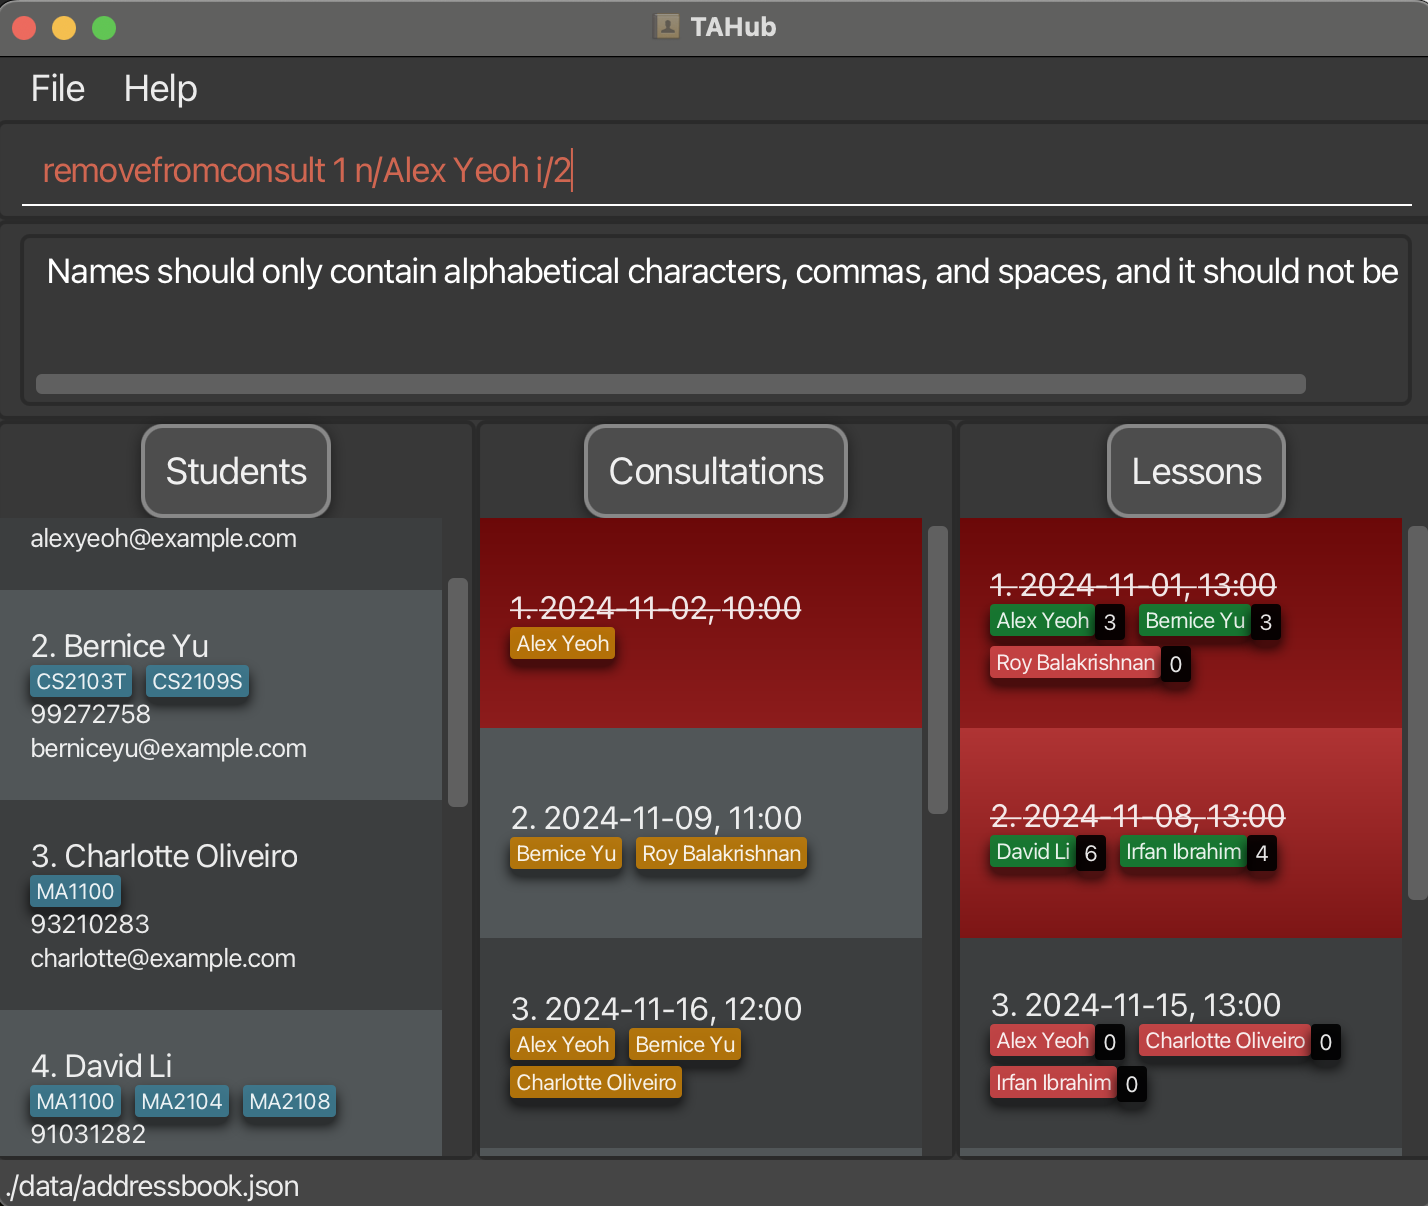 TAHub
File Help
removefromconsult 1 n/Alex Yeoh i/2
Names should only contain alphabetical characters, commas, and spaces, and it should not be
Students
alexyeoh@example.com
2. Bernice Yu
CS2103T CS2109S
99272758
berniceyu@example.com
3. Charlotte Oliveiro
MA1100
93210283
charlotte@example.com
4. David Li
MA1100 MA2104 MA2108
91031282
Consultations
1. 2024-11-02, 10:00
Alex Yeoh
2. 2024-11-09, 11:00
Bernice Yu Roy Balakrishnan
3. 2024-11-16, 12:00
Alex Yeoh Bernice Yu
Charlotte Oliveiro
Lessons
1. 2024-11-01, 13:00
Alex Yeoh 3 Bernice Yu 3
Roy Balakrishnan 0
2. 2024-11-08, 13:00
David Li 6 Irfan Ibrahim 4
3. 2024-11-15, 13:00
Alex Yeoh 0 Charlotte Oliveiro 0
Irfan Ibrahim 0
./data/addressbook.json